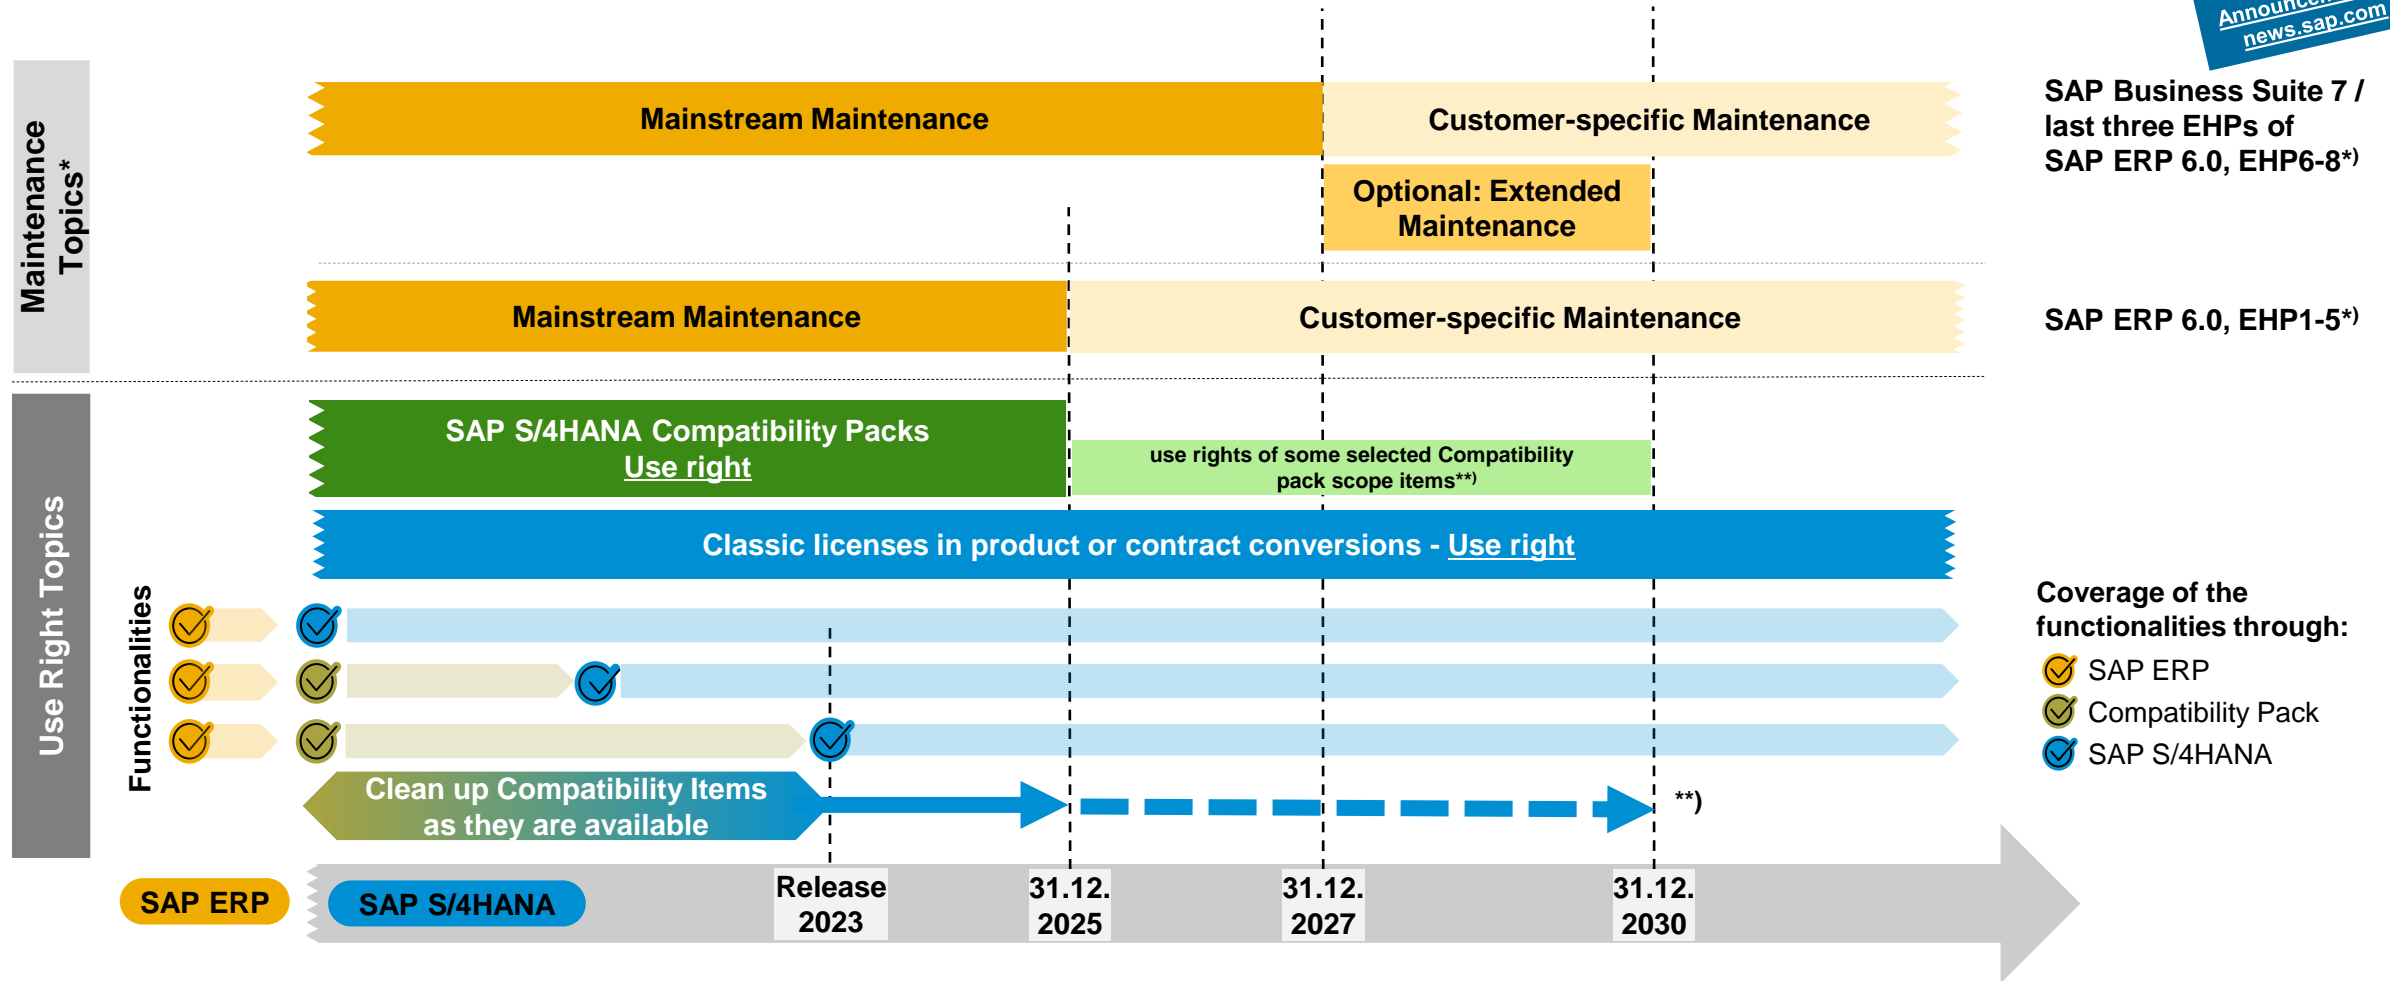 news.sap.com
Maintenance
Topics*
Mainstream Maintenance
Customer-specific Maintenance
SAP Business Suite 7 /
last three EHPs of
SAP ERP 6.0, EHP6-8*)
Optional: Extended
Maintenance
Mainstream Maintenance
Customer-specific Maintenance
SAP ERP 6.0, EHP1-5*)
Use Right Topics
SAP S/4HANA Compatibility Packs
Use right
use rights of some selected Compatibility
pack scope items**)
Classic licenses in product or contract conversions - Use right
Functionalities
Coverage of the
functionalities through:
SAP ERP
Compatibility Pack
SAP S/4HANA
Clean up Compatibility Items
as they are available
**)
SAP ERP
SAP S/4HANA
Release
2023
31.12.
2025
31.12.
2027
31.12.
2030